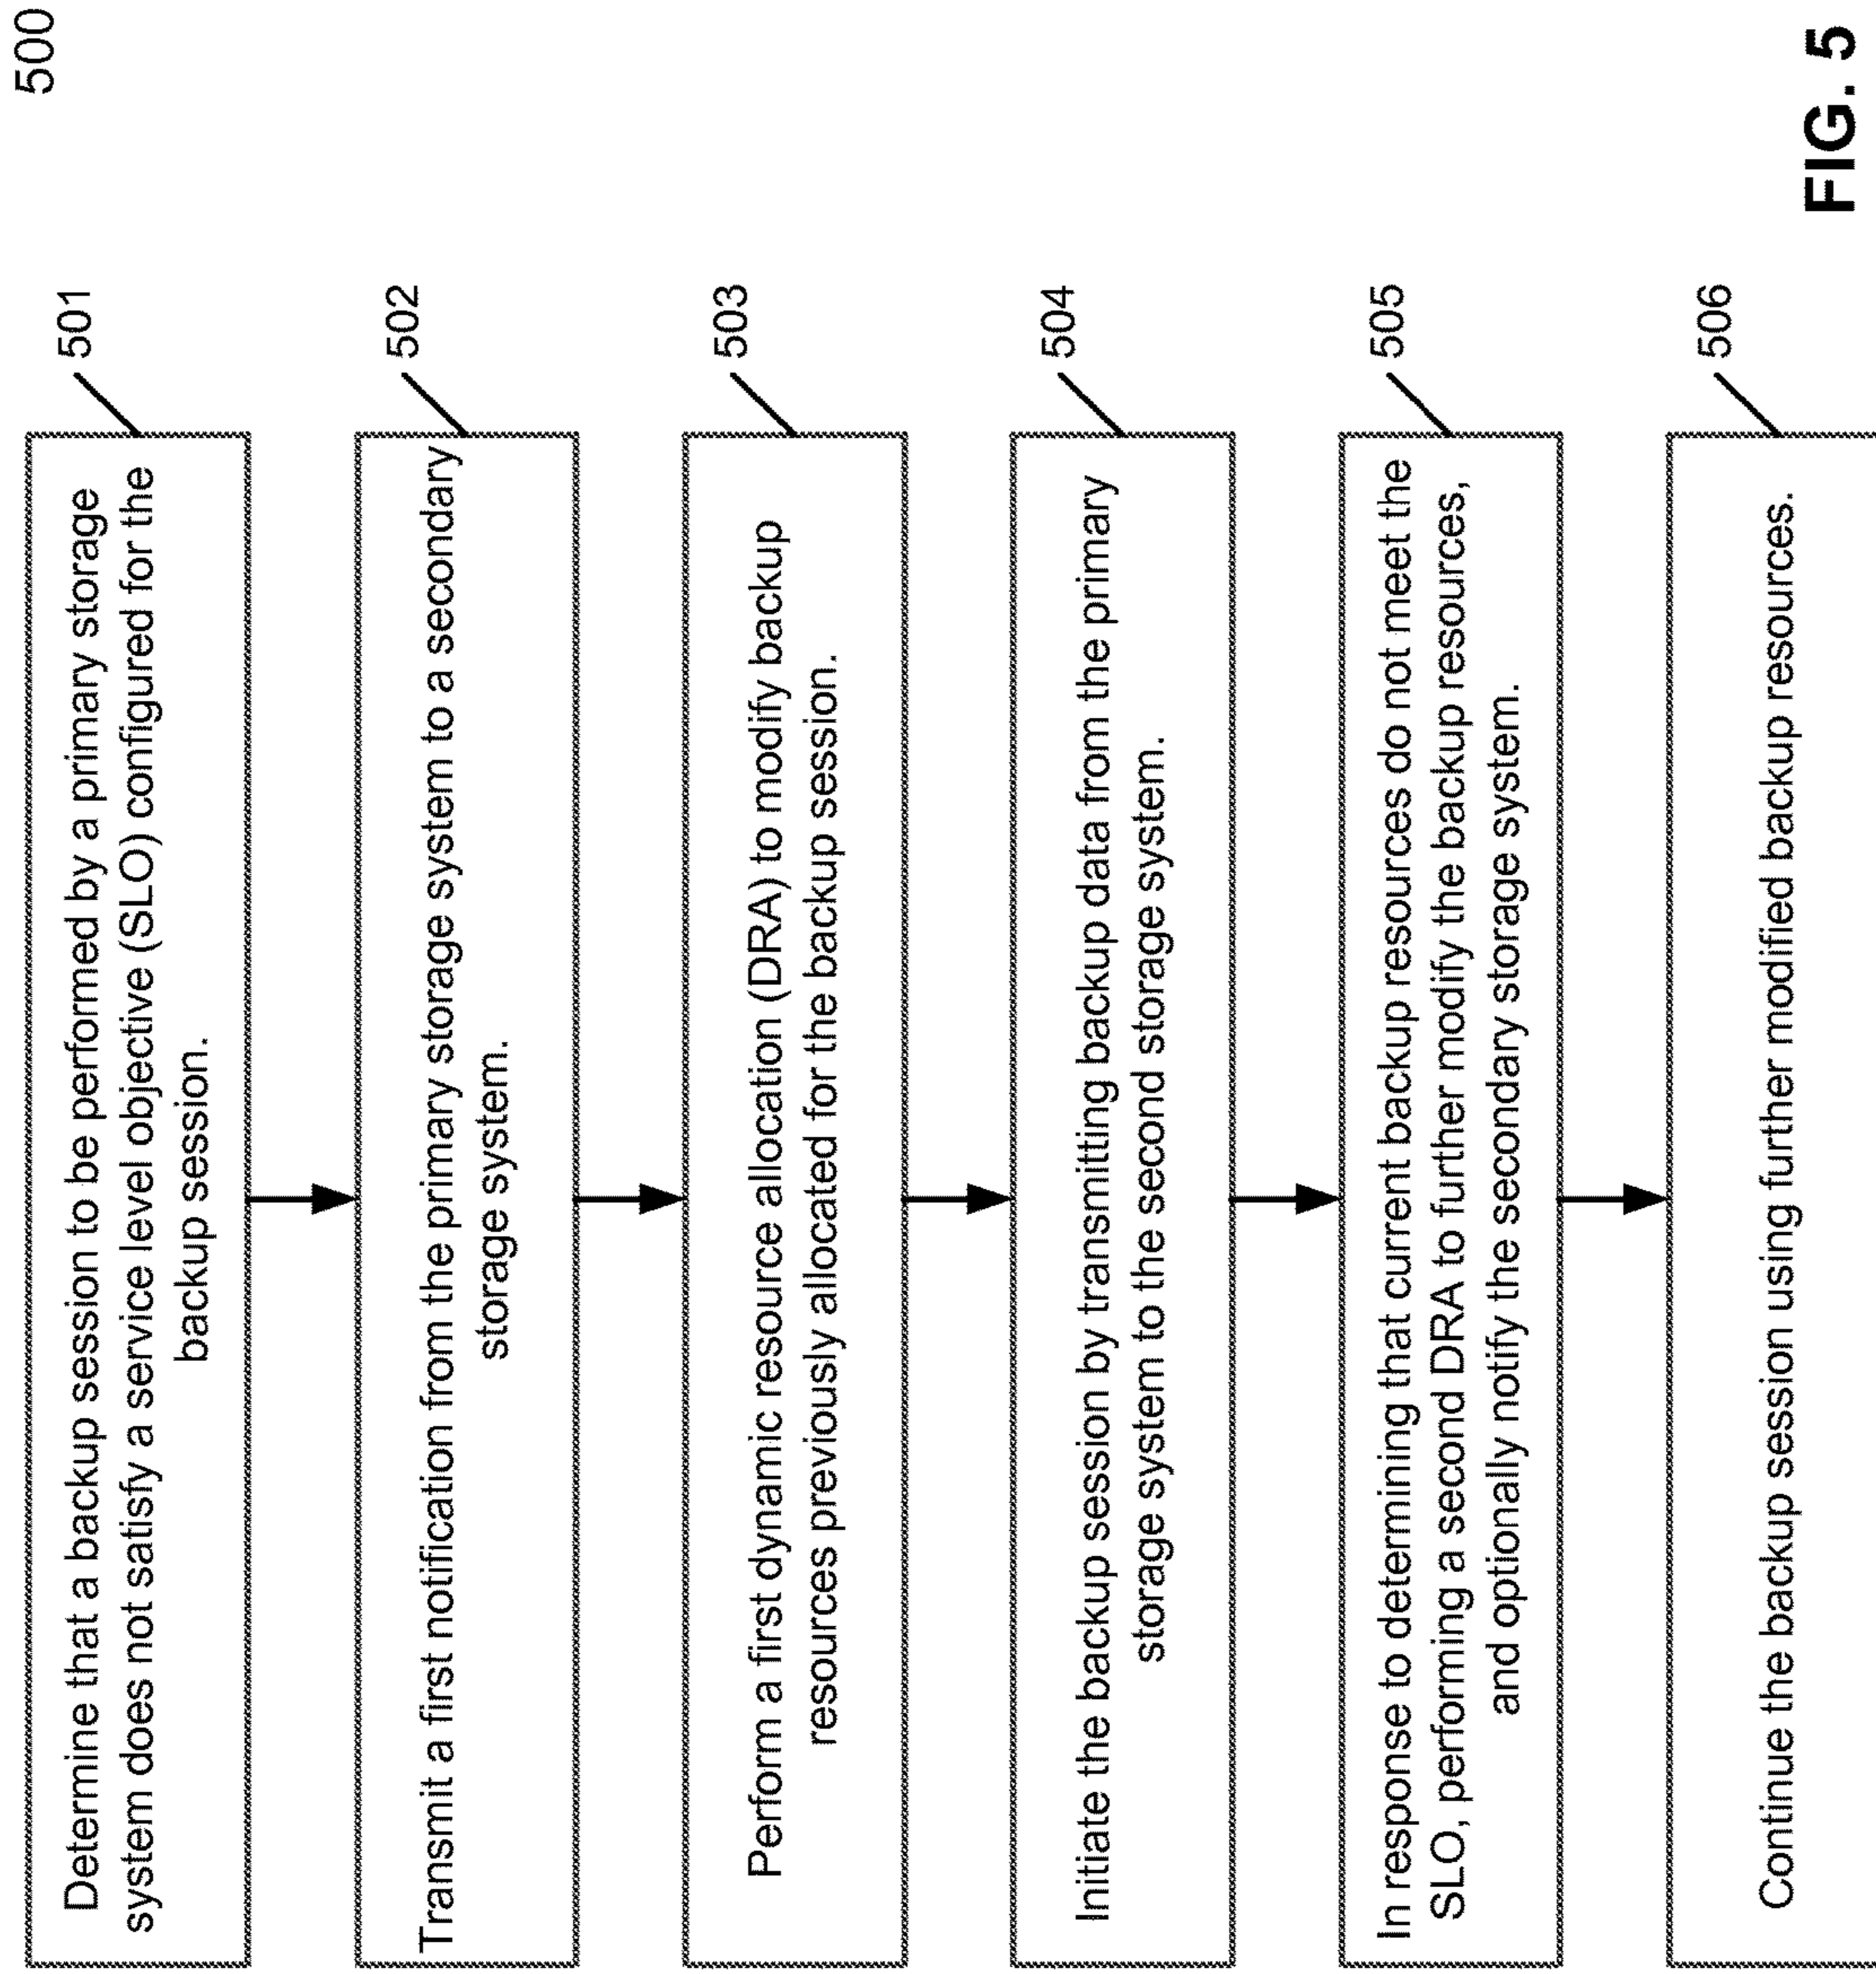 500
Determine that a backup session to be performed by a primary storage
system does not satisfy a service level objective (SLO) configured for the
backup session.
501
Transmit a first notification from the primary storage system to a secondary
storage system.
502
Perform a first dynamic resource allocation (DRA) to modify backup
resources previously allocated for the backup session.
503
Initiate the backup session by transmitting backup data from the primary
storage system to the second storage system.
504
In response to determining that current backup resources do not meet the
SLO, performing a second DRA to further modify the backup resources,
and optionally notify the secondary storage system.
505
Continue the backup session using further modified backup resources.
506
FIG. 5